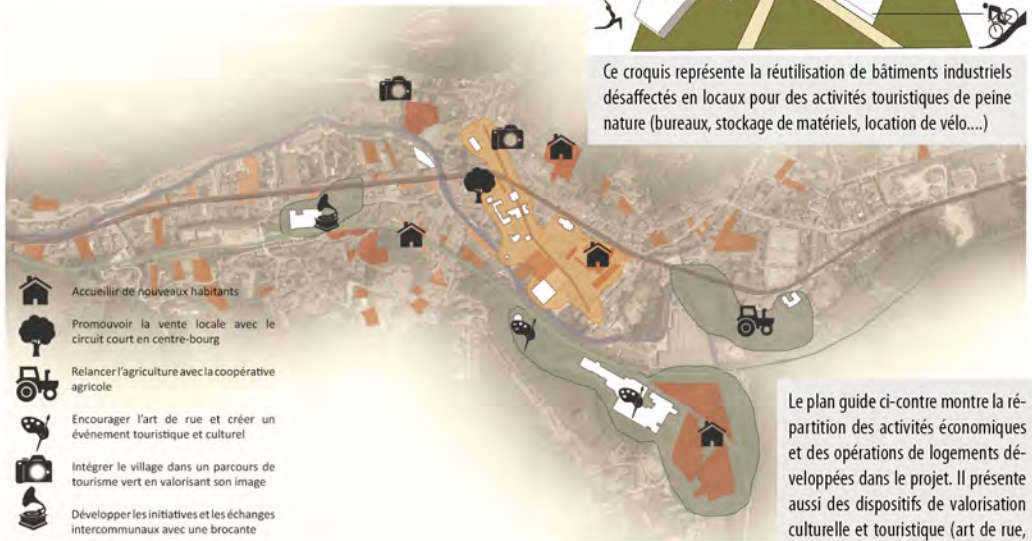 Ce croquis représente la réutilisation de bâtiments industriels
désaffectés en locaux pour des activités touristiques de peine
nature (bureaux, stockage de matériels, location de vélo....)
Accueillir de nouveaux habitants
Promouvoir la vente locale avec le
circuit court en centre-bourg
Relancer l'agriculture avec la coopérative
agricole
Encourager l'art de rue et créer un
événement touristique et culturel
Intégrer le village dans un parcours de
tourisme vert en valorisant son image
Développer les initiatives et les échanges
intercommunaux avec une brocante
Le plan guide ci-contre montre la ré-
partition des activités économiques
et des opérations de logements dé-
veloppées dans le projet. Il présente
aussi des dispositifs de valorisation
culturelle et touristique (art de rue,